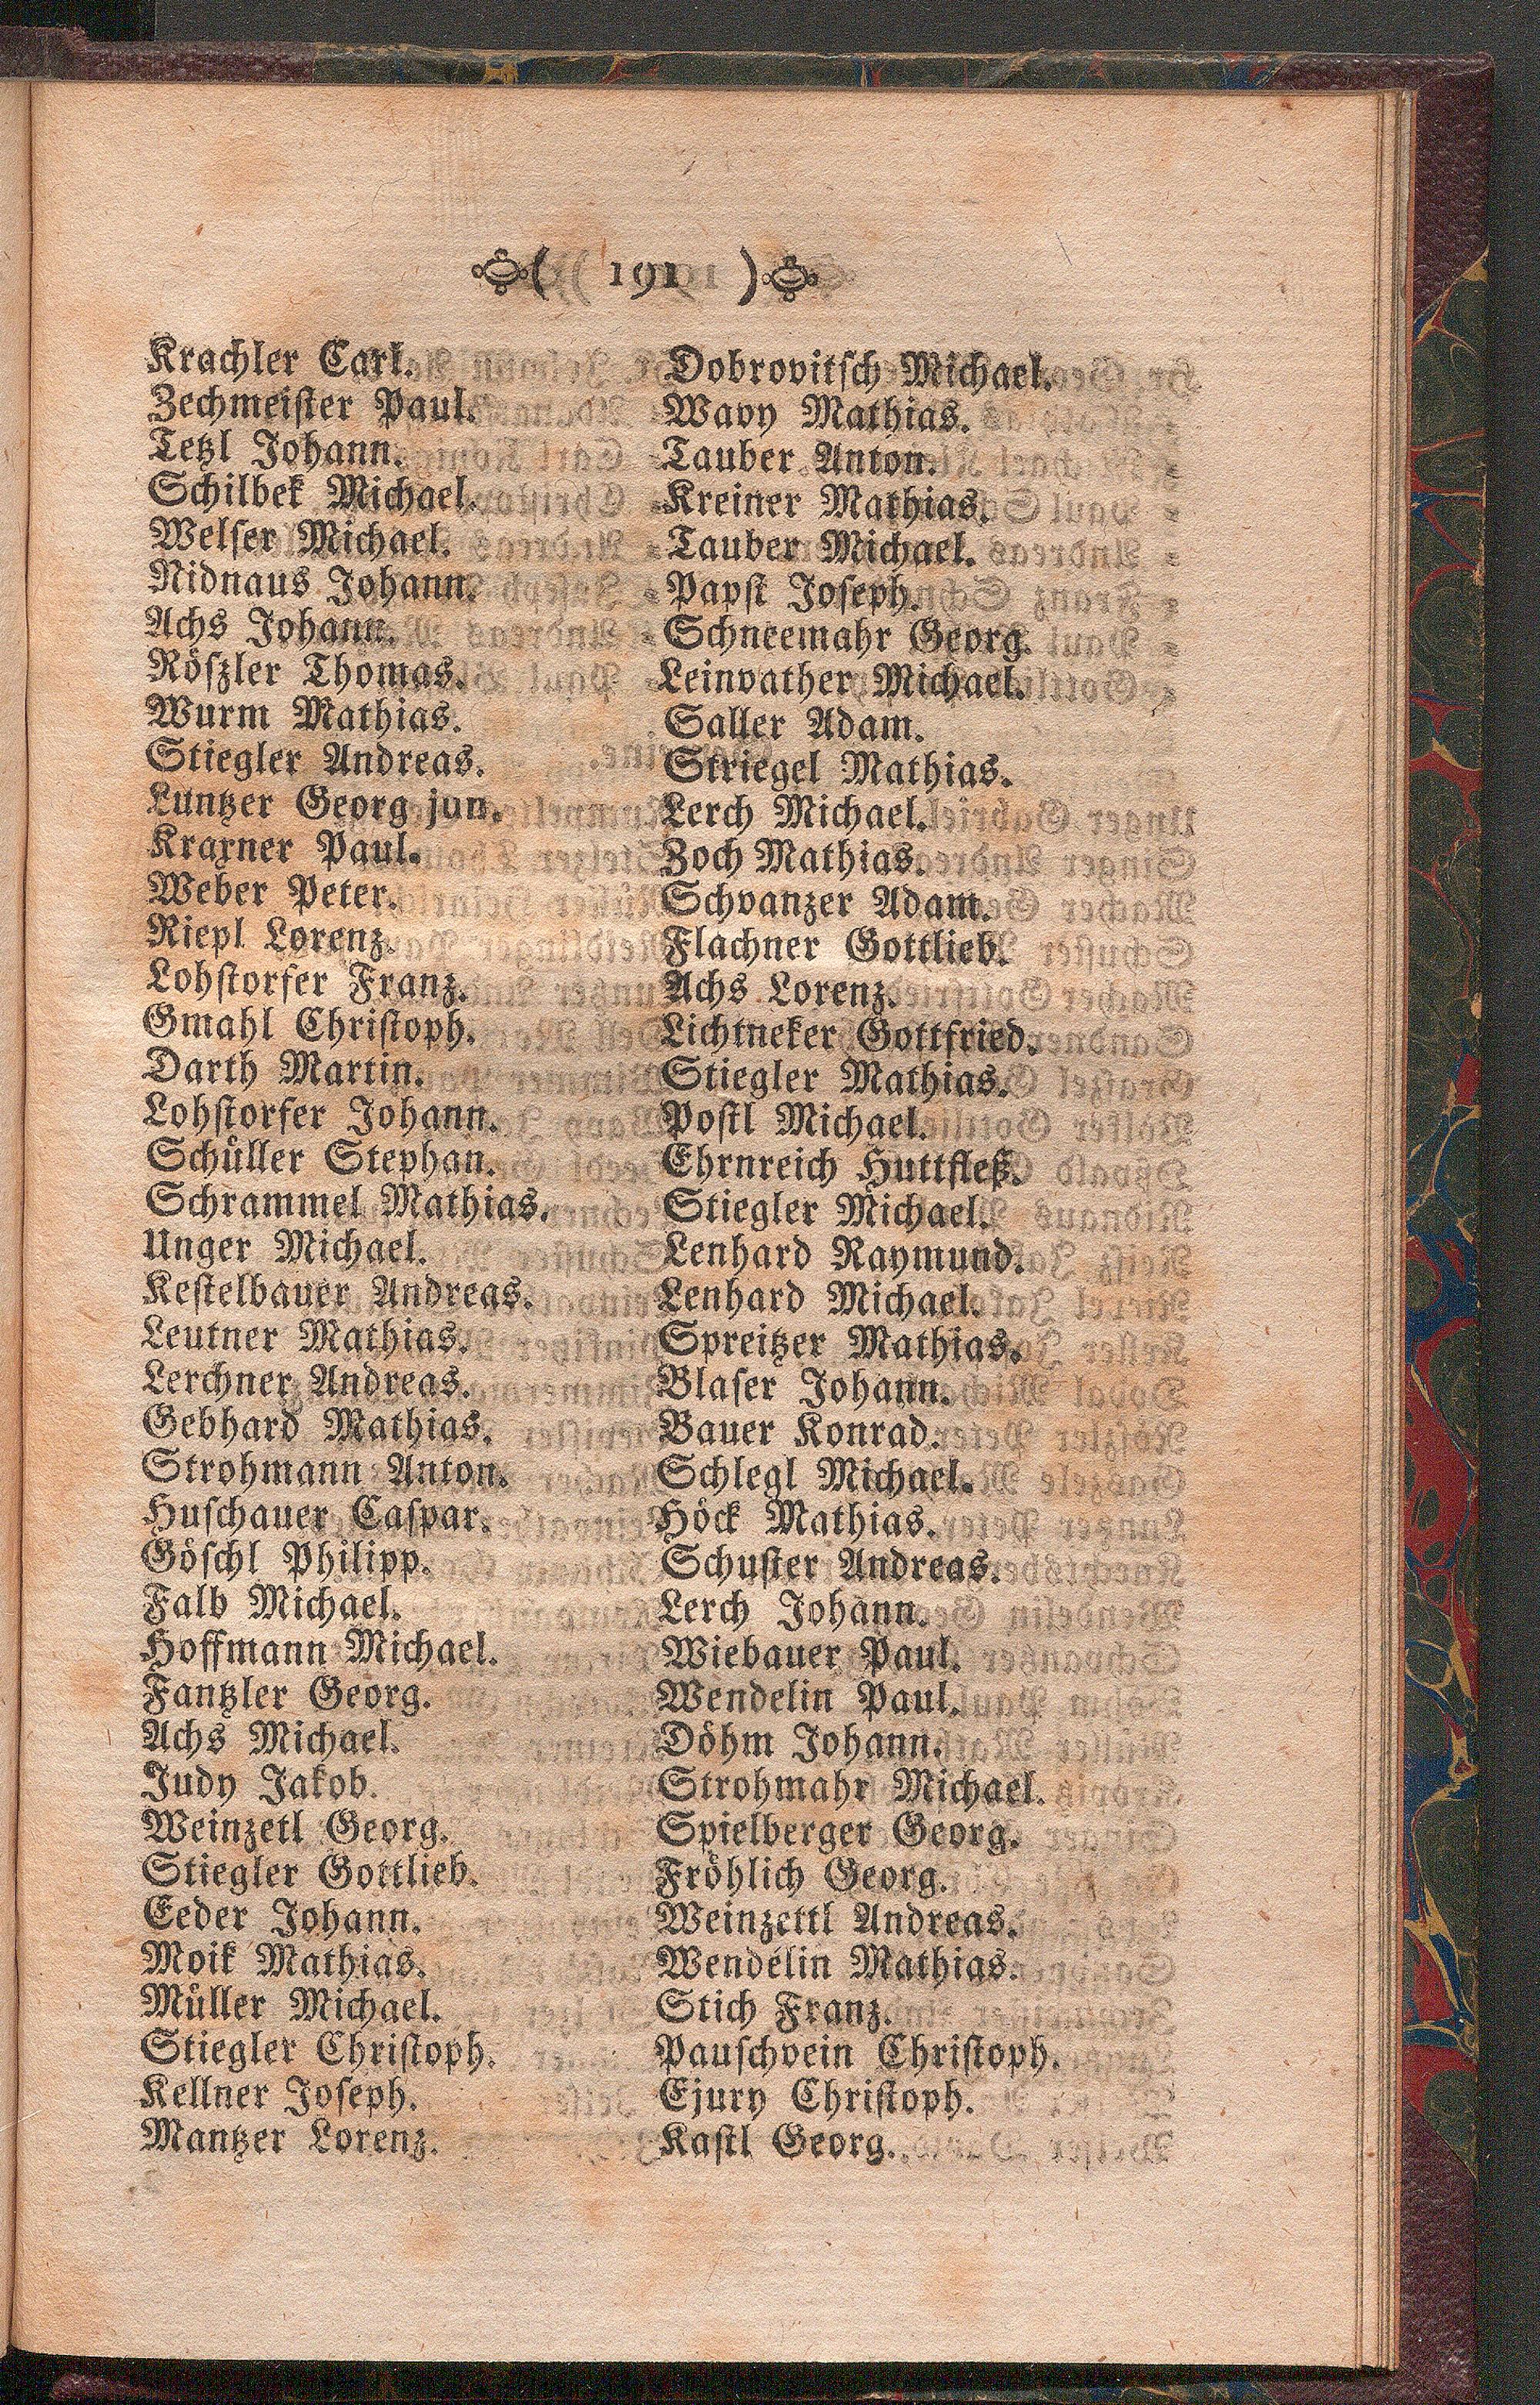 ( 191 )
Krachler Carl.
Zechmeister Paul.
Tetzl Johann.
Schilbek Michael.
Welser Michael.
Nidnaus Johann.
Achs Johann.
Röszler Thomas.
Wurm Mathias.
Stiegler Andreas.
Luntzer Georg jun.
Kraxner Paul.
Weber Peter.
Riepl Lorenz.
Lohstorfer Franz.
Gmahl Christoph.
Darth Martin.
Lohstorfer Johann.
Schüller Stephan.
Schrammel Mathias.
Unger Michael.
Kestelbauer Andreas.
Leutner Mathias.
Lerchner Andreas.
Gebhard Mathias.
Strohmann Anton.
Huschauer Caspar.
Göschl Philipp.
Falb Michael.
Hoffmann Michael.
Fantzler Georg.
Achs Michael.
Judy Jakob.
Weinzetl Georg.
Stiegler Gottlieb.
Eeder Johann.
Moik Mathias.
Müller Michael.
Stiegler Christoph.
Kellner Joseph.
Mantzer Lorenz.
Dobrovitsch Michael.
Wavy Mathias.
Tauber Anton.
Kreiner Mathias.
Tauber Michael.
Papst Joseph.
Schneemahr Georg.
Leinvather Michael.
Saller Adam.
Striegel Mathias.
Lerch Michael.
Zoch Mathias.
Schvanzer Adam.
Flachner Gottlieb.
Achs Lorenz.
Lichtneker Gottfried.
Stiegler Mathias.
Postl Michael.
Ehrnreich Huttfleß.
Stiegler Michael.
Lenhard Raymund.
Lenhard Michael.
Spreitzer Mathias.
Blaser Johann.
Bauer Konrad.
Schlegl Michael.
Höck Mathias.
Schuster Andreas.
Lerch Johann.
Wiebauer Paul.
Wendelin Paul.
Döhm Johann.
Strohmahr Michael.
Spielberger Georg.
Fröhlich Georg.
Weinzettl Andreas.
Wendelin Mathias.
Stich Franz.
Pauschvein Christoph.
Ejury Christoph.
Kastl Georg.